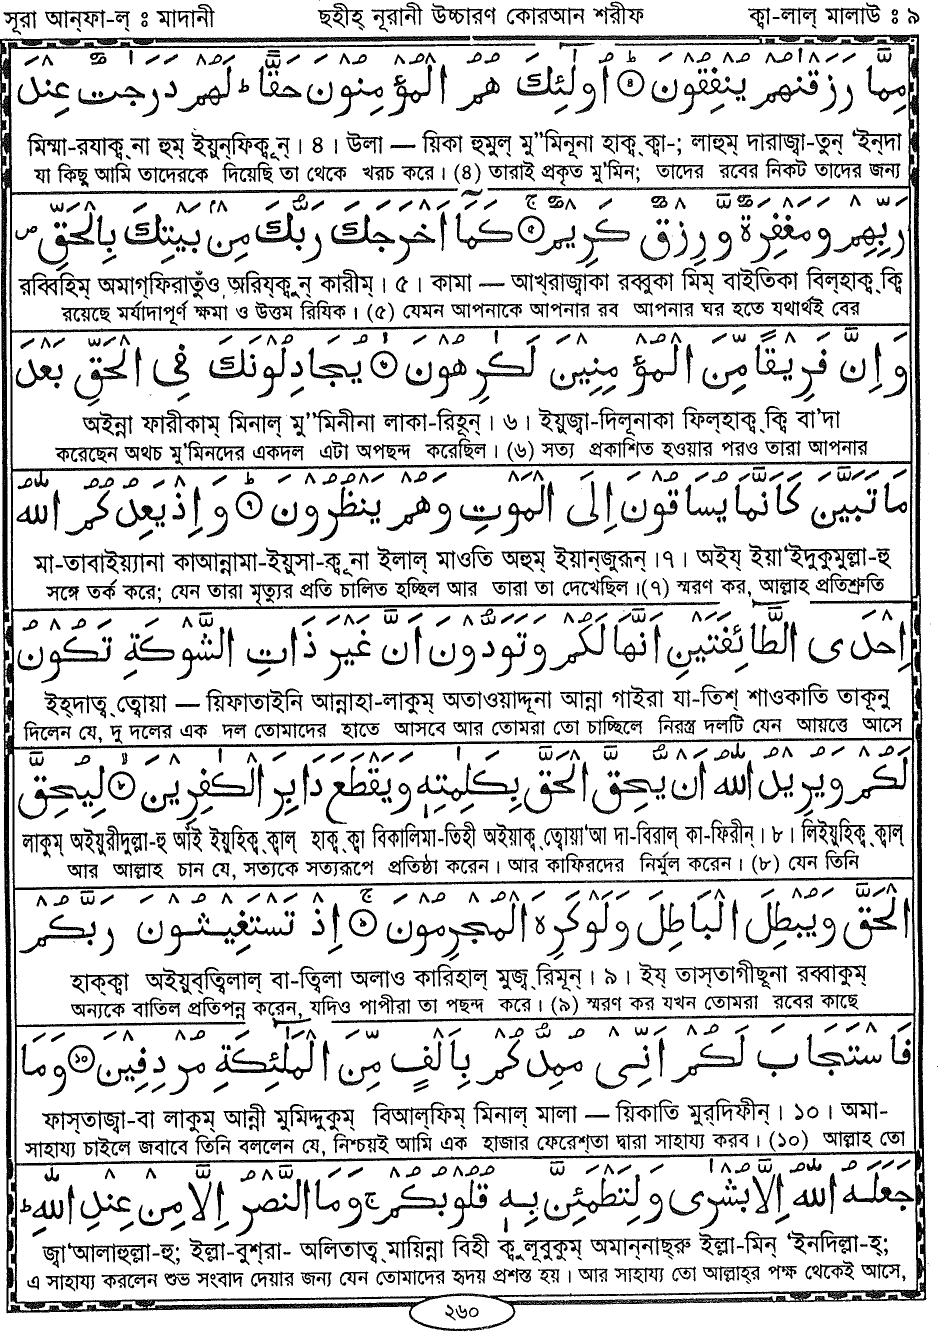 সূরা আন্‌ফা-ল্ : মাদানী ছহীহ্ নূরানী উচ্চারণ কোরআন শরীফ ক্বা-লাল্ মালাউ : ৯
مِمَّا رَزَقْنٰهُمْ يُنْفِقُوْنَ ۝ اُولٰٓئِكَ هُمُ الْمُؤْمِنُوْنَ حَقًّا ؕ لَهُمْ دَرَجٰتٌ عِنْدَ
মিম্মা-রযাক্ব্‌না হুম্ ইয়ুন্‌ফিক্বূন্। ৪। উলা — য়িকা হুমুল্ মু"মিনূনা হাক্ব্‌ক্বা-; লাহুম্ দারাজ্বা-তুন্ ‘ইন্‌দা
যা কিছু আমি তাদেরকে দিয়েছি তা থেকে খরচ করে। (৪) তারাই প্রকৃত মু'মিন; তাদের রবের নিকট তাদের জন্য
رَبِّهِمْ وَمَغْفِرَةٌ وَّرِزْقٌ كَرِيْمٌ ۝ كَمَآ اَخْرَجَكَ رَبُّكَ مِنْۢ بَيْتِكَ بِالْحَقِّ ص
রব্বিহিম্ অমাগ্‌ফিরাতুঁও অরিয্‌ক্বুন্ কারীম্। ৫। কামা — আখ্‌রাজ্বাকা রব্বুকা মিম্ বাইতিকা বিল্‌হাক্ব্‌ক্বি
রয়েছে মর্যাদাপূর্ণ ক্ষমা ও উত্তম রিযিক। (৫) যেমন আপনাকে আপনার রব আপনার ঘর হতে যথার্থই বের
وَاِنَّ فَرِيْقًا مِّنَ الْمُؤْمِنِيْنَ لَكٰرِهُوْنَ ۝ يُجَادِلُوْنَكَ فِى الْحَقِّ بَعْدَ
অইন্না ফারীকাম্ মিনাল্ মু"মিনীনা লাকা-রিহূন্। ৬। ইয়ুজ্বা-দিলূনাকা ফিল্‌হাক্ব্‌ক্বি বা'দা
করেছেন অথচ মু'মিনদের একদল এটা অপছন্দ করেছিল। (৬) সত্য প্রকাশিত হওয়ার পরও তারা আপনার
مَا تَبَيَّنَ كَاَنَّمَا يُسَاقُوْنَ اِلَى الْمَوْتِ وَهُمْ يَنْظُرُوْنَ ۝ وَاِذْ يَعِدُكُمُ اللّٰهُ
মা-তাবাইয়্যানা কাআন্নামা-ইয়ুসা-ক্বূনা ইলাল্ মাওতি অহুম্ ইয়ান্‌জুরূন্।৭। অইয্ ইয়া‘ইদুকুমুল্লা-হু
সঙ্গে তর্ক করে; যেন তারা মৃত্যুর প্রতি চালিত হচ্ছিল আর তারা তা দেখেছিল।(৭) স্মরণ কর, আল্লাহ প্রতিশ্রুতি
اِحْدَى الطَّآئِفَتَيْنِ اَنَّهَا لَكُمْ وَتَوَدُّوْنَ اَنَّ غَيْرَ ذَاتِ الشَّوْكَةِ تَكُوْنُ
ইহ্‌দাত্ব্ ত্বোয়া — য়িফাতাইনি আন্নাহা-লাকুম্ অতাওয়াদ্দূনা আন্না গাইরা যা-তিশ্ শাওকাতি তাকূনু
দিলেন যে, দু দলের এক দল তোমাদের হাতে আসবে আর তোমরা তো চাচ্ছিলে নিরস্ত্র দলটি যেন আয়ত্তে আসে
لَكُمْ وَيُرِيْدُ اللّٰهُ اَنْ يُّحِقَّ الْحَقَّ بِكَلِمٰتِهٖ وَيَقْطَعَ دَابِرَ الْكٰفِرِيْنَ ۝ لِيُحِقَّ
লাকুম্ অইয়ুরীদুল্লা-হু আঁই ইয়ুহিক্ব্‌ক্বাল্ হাক্ব্‌ক্বা বিকালিমা-তিহী অইয়াক্ব্‌ত্বোয়া‘আ দা-বিরাল্ কা-ফিরীন্। ৮। লিইয়ুহিক্ব্‌ক্বাল্
আর আল্লাহ চান যে, সত্যকে সত্যরূপে প্রতিষ্ঠা করেন। আর কাফিরদের নির্মূল করেন। (৮) যেন তিনি
الْحَقَّ وَيُبْطِلَ الْبَاطِلَ وَلَوْ كَرِهَ الْمُجْرِمُوْنَ ۝ اِذْ تَسْتَغِيْثُوْنَ رَبَّكُمْ
হাক্‌ক্বা অইয়ুব্‌ত্বিলাল্ বা-ত্বিলা অলাও কারিহাল্ মুজ্ব্‌রিমূন্। ৯। ইয্ তাস্‌তাগীছূনা রব্বাকুম্
অন্যকে বাতিল প্রতিপন্ন করেন, যদিও পাপীরা তা পছন্দ করে। (৯) স্মরণ কর যখন তোমরা রবের কাছে
فَاسْتَجَابَ لَكُمْ اَنِّىْ مُمِدُّكُمْ بِاَلْفٍ مِّنَ الْمَلٰٓئِكَةِ مُرْدِفِيْنَ ۝ وَمَا
ফাস্‌তাজ্বা-বা লাকুম্ আন্নী মুমিদ্দুকুম্ বিআল্‌ফিম্ মিনাল্ মালা — য়িকাতি মুর্‌দিফীন্। ১০। অমা-
সাহায্য চাইলে জবাবে তিনি বললেন যে, নিশ্চয়ই আমি এক হাজার ফেরেশ্‌তা দ্বারা সাহায্য করব। (১০) আল্লাহ তো
جَعَلَهُ اللّٰهُ اِلَّا بُشْرٰى وَلِتَطْمَئِنَّ بِهٖ قُلُوْبُكُمْ ۚ وَمَا النَّصْرُ اِلَّا مِنْ عِنْدِ اللّٰهِ ؕ
জ্বা‘আলাহুল্লা-হু; ইল্লা-বুশ্‌রা- অলিতাত্ব্‌মায়িন্না বিহী ক্বুলূবুকুম্ অমান্‌নাছ্‌রু ইল্লা-মিন্ ‘ইনদিল্লা-হ্;
এ সাহায্য করলেন শুভ সংবাদ দেয়ার জন্য যেন তোমাদের হৃদয় প্রশস্ত হয়। আর সাহায্য তো আল্লাহ্‌র পক্ষ থেকেই আসে,
২৬০